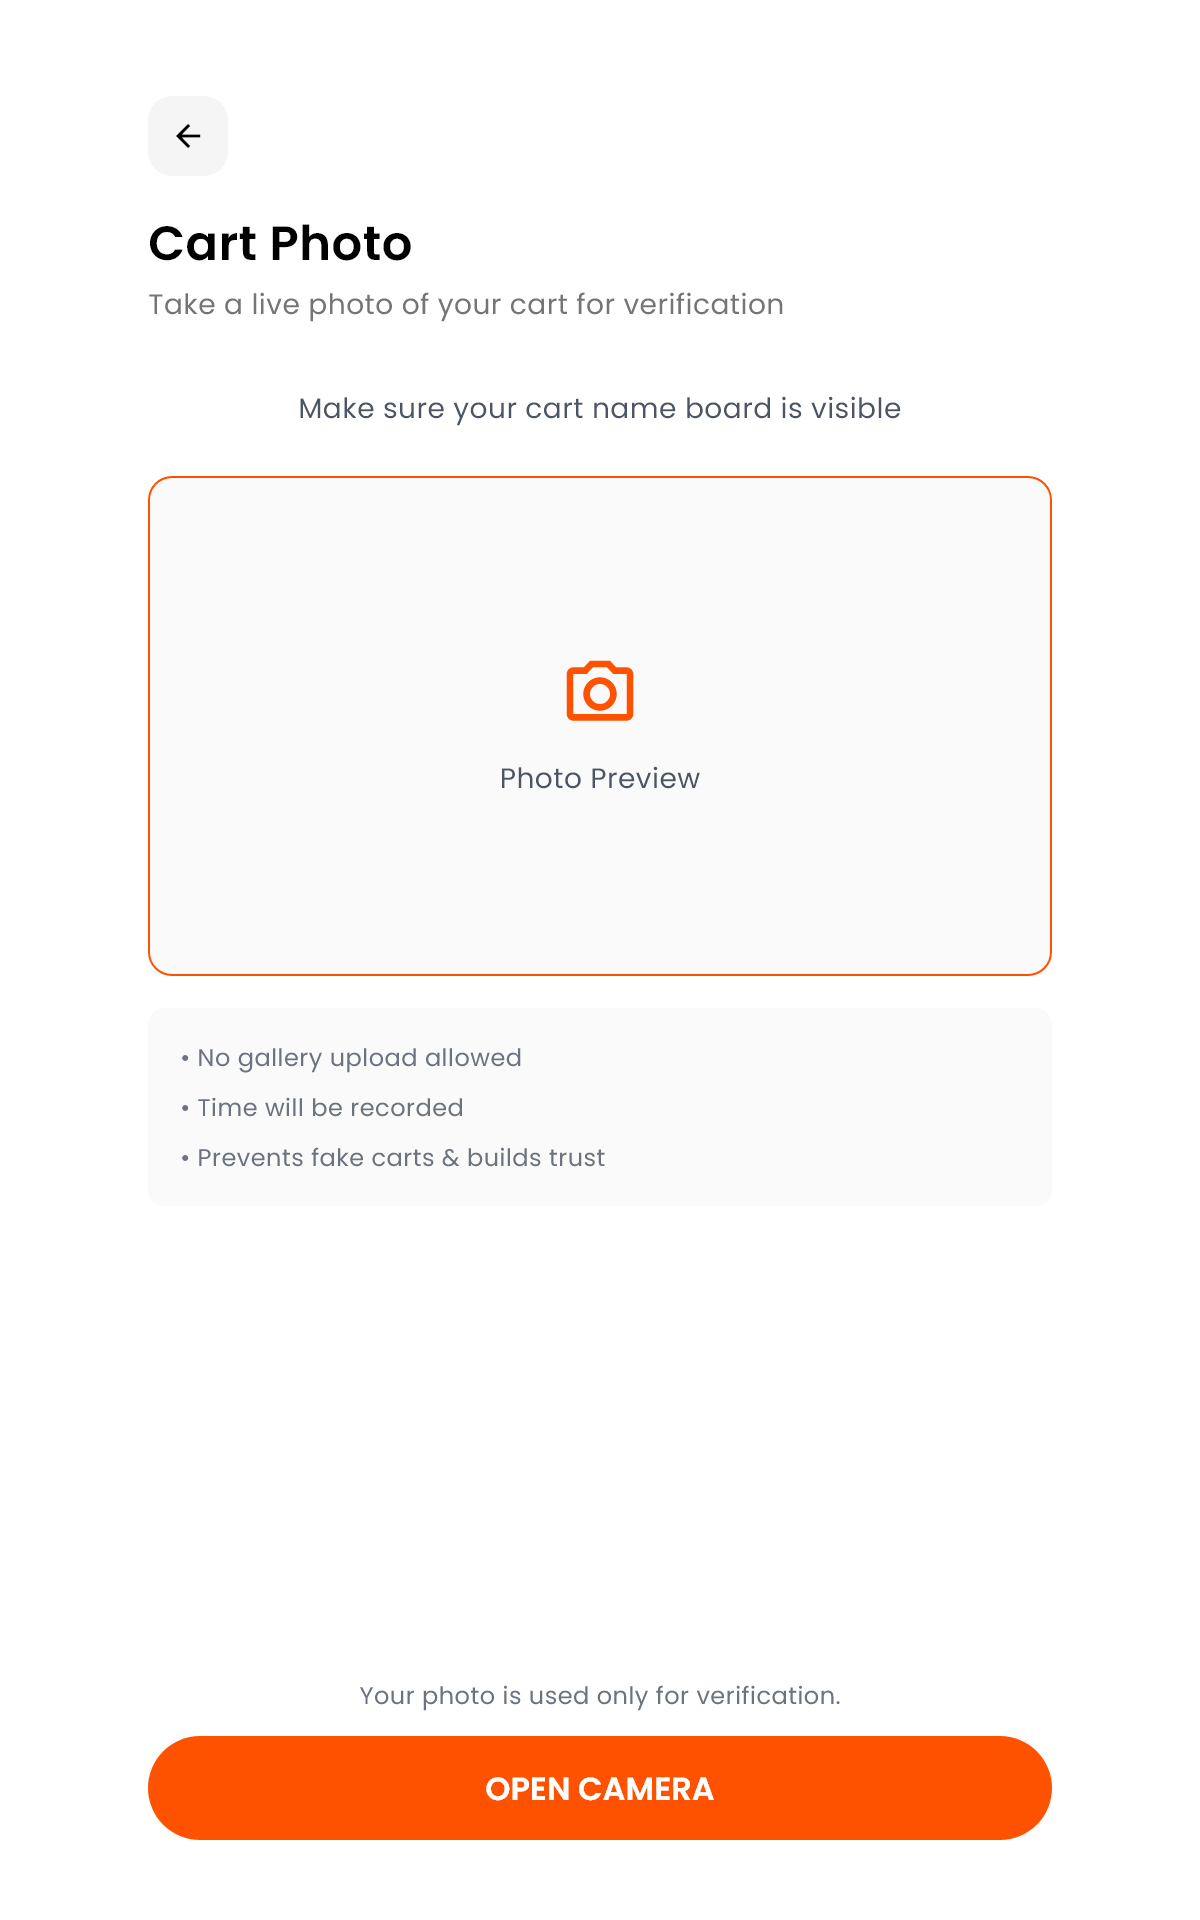 Cart Photo
Take a live photo of your cart for verification
Make sure your cart name board is visible
Photo Preview
• No gallery upload allowed
• Time will be recorded
• Prevents fake carts & builds trust
Your photo is used only for verification.
OPEN CAMERA